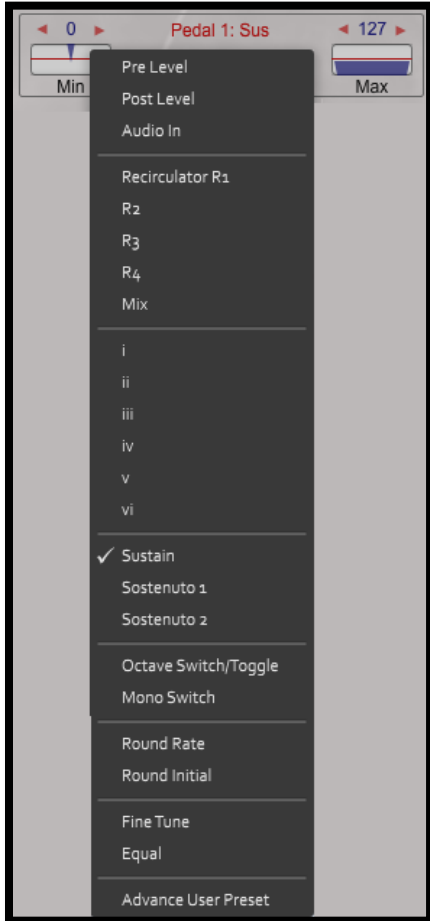 ◄ 0 ► Pedal 1: Sus ◄ 127 ►
Min Max
Pre Level
Post Level
Audio In
Recirculator R1
R2
R3
R4
Mix
i
ii
iii
iv
v
vi
✓ Sustain
Sostenuto 1
Sostenuto 2
Octave Switch/Toggle
Mono Switch
Round Rate
Round Initial
Fine Tune
Equal
Advance User Preset